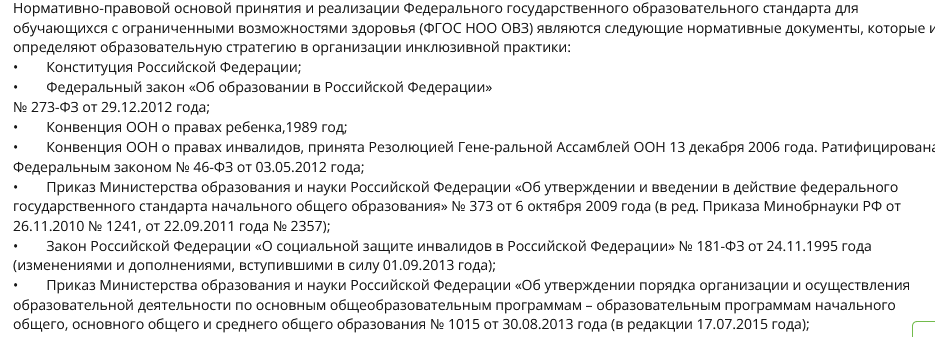 Нормативно-правовой основой принятия и реализации Федерального государственного образовательного стандарта для
обучающихся с ограниченными возможностями здоровья (ФГОС НОО ОВЗ) являются следующие нормативные документы, которые и
определяют образовательную стратегию в организации инклюзивной практики:
• Конституция Российской Федерации;
• Федеральный закон «Об образовании в Российской Федерации»
№ 273-ФЗ от 29.12.2012 года;
• Конвенция ООН о правах ребенка,1989 год;
• Конвенция ООН о правах инвалидов, принята Резолюцией Гене-ральной Ассамблей ООН 13 декабря 2006 года. Ратифицирована
Федеральным законом № 46-ФЗ от 03.05.2012 года;
• Приказ Министерства образования и науки Российской Федерации «Об утверждении и введении в действие федерального
государственного стандарта начального общего образования» № 373 от 6 октября 2009 года (в ред. Приказа Минобрнауки РФ от
26.11.2010 № 1241, от 22.09.2011 года № 2357);
• Закон Российской Федерации «О социальной защите инвалидов в Российской Федерации» № 181-ФЗ от 24.11.1995 года
(изменениями и дополнениями, вступившими в силу 01.09.2013 года);
• Приказ Министерства образования и науки Российской Федерации «Об утверждении порядка организации и осуществления
образовательной деятельности по основным общеобразовательным программам – образовательным программам начального
общего, основного общего и среднего общего образования № 1015 от 30.08.2013 года (в редакции 17.07.2015 года);